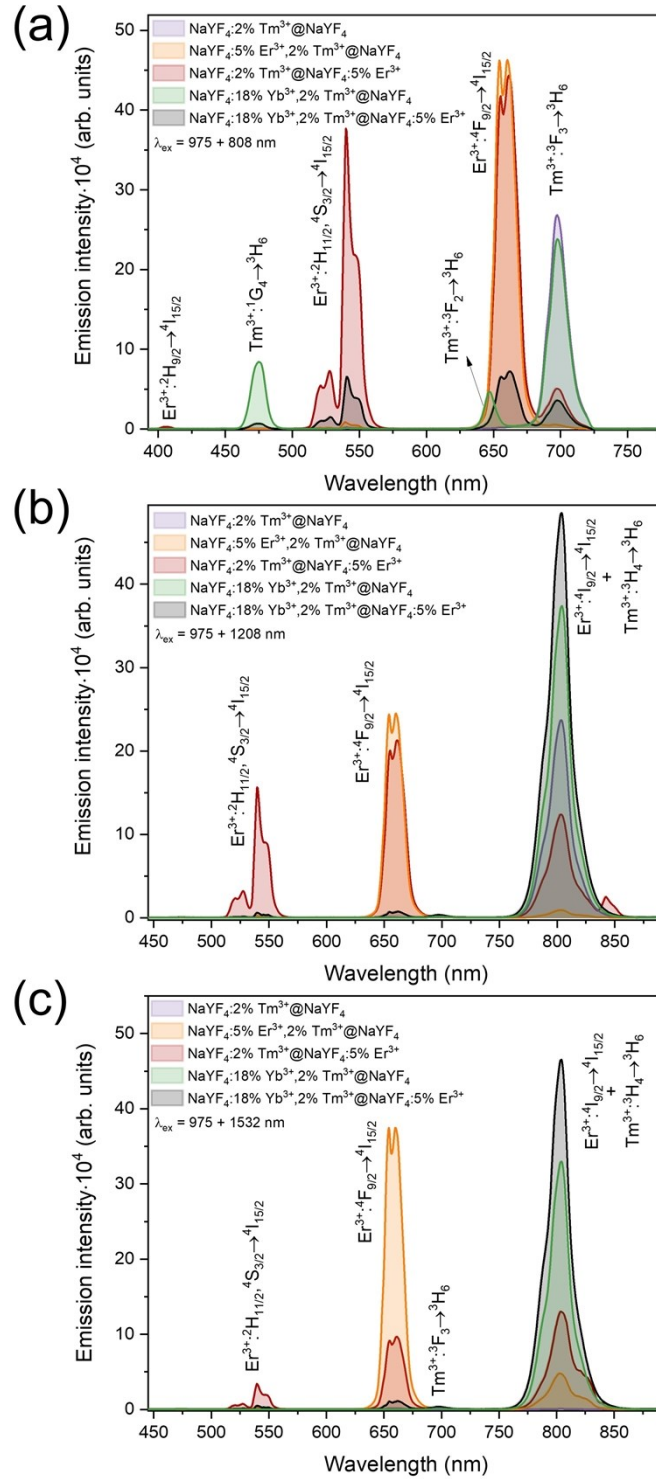 (a)
50
40
30
20
10
0
Emission intensity·10⁴ (arb. units)
NaYF₄:2% Tm³⁺@NaYF₄
NaYF₄:5% Er³⁺,2% Tm³⁺@NaYF₄
NaYF₄:2% Tm³⁺@NaYF₄:5% Er³⁺
NaYF₄:18% Yb³⁺,2% Tm³⁺@NaYF₄
NaYF₄:18% Yb³⁺,2% Tm³⁺@NaYF₄:5% Er³⁺
λₑₓ = 975 + 808 nm
Er³⁺:²H₉/₂→⁴I₁₅/₂
Tm³⁺:¹G₄→³H₆
Er³⁺:²H₁₁/₂,⁴S₃/₂→⁴I₁₅/₂
Tm³⁺:³F₂→³H₆
Er³⁺:⁴F₉/₂→⁴I₁₅/₂
Tm³⁺:³F₃→³H₆
400 450 500 550 600 650 700 750
Wavelength (nm)
(b)
50
40
30
20
10
0
Emission intensity·10⁴ (arb. units)
NaYF₄:2% Tm³⁺@NaYF₄
NaYF₄:5% Er³⁺,2% Tm³⁺@NaYF₄
NaYF₄:2% Tm³⁺@NaYF₄:5% Er³⁺
NaYF₄:18% Yb³⁺,2% Tm³⁺@NaYF₄
NaYF₄:18% Yb³⁺,2% Tm³⁺@NaYF₄:5% Er³⁺
λₑₓ = 975 + 1208 nm
Er³⁺:²H₁₁/₂,⁴S₃/₂→⁴I₁₅/₂
Er³⁺:⁴F₉/₂→⁴I₁₅/₂
Er³⁺:⁴I₉/₂→⁴I₁₅/₂
+
Tm³⁺:³H₄→³H₆
450 500 550 600 650 700 750 800 850
Wavelength (nm)
(c)
50
40
30
20
10
0
Emission intensity·10⁴ (arb. units)
NaYF₄:2% Tm³⁺@NaYF₄
NaYF₄:5% Er³⁺,2% Tm³⁺@NaYF₄
NaYF₄:2% Tm³⁺@NaYF₄:5% Er³⁺
NaYF₄:18% Yb³⁺,2% Tm³⁺@NaYF₄
NaYF₄:18% Yb³⁺,2% Tm³⁺@NaYF₄:5% Er³⁺
λₑₓ = 975 + 1532 nm
Er³⁺:²H₁₁/₂,⁴S₃/₂→⁴I₁₅/₂
Er³⁺:⁴F₉/₂→⁴I₁₅/₂
Tm³⁺:³F₃→³H₆
Er³⁺:⁴I₉/₂→⁴I₁₅/₂
+
Tm³⁺:³H₄→³H₆
450 500 550 600 650 700 750 800 850
Wavelength (nm)